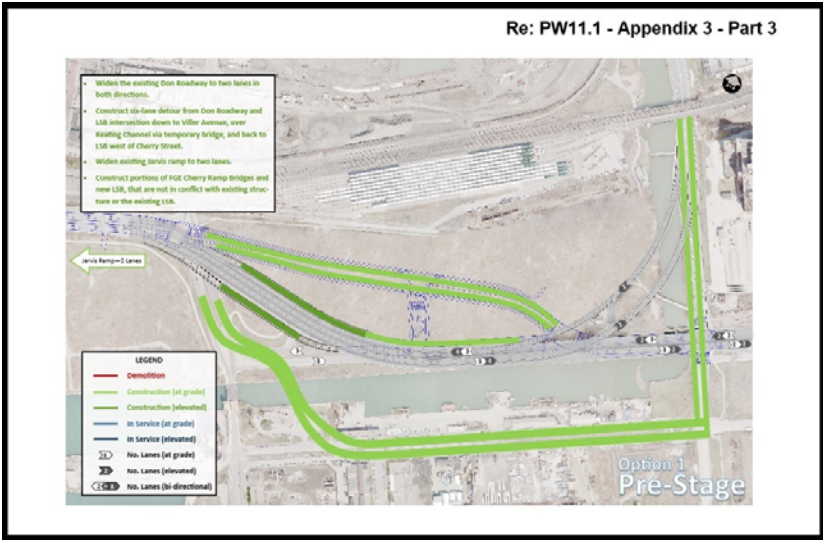 Re: PW11.1 - Appendix 3 - Part 3
• Widen the existing Don Roadway to two lanes in
both directions.
• Construct six-lane detour from Don Roadway and
LSB intersection down to Villier Avenue, over
Keating Channel via temporary bridge, and back to
LSB west of Cherry Street.
• Widen existing Jarvis ramp to two lanes.
• Construct portions of FGE Cherry Ramp Bridges and
new LSB, that are not in conflict with existing struc-
ture or the existing LSB.
Jarvis Ramp—2 Lanes
LEGEND
Demolition
Construction (at grade)
Construction (elevated)
In Service (at grade)
In Service (elevated)
No. Lanes (at grade)
No. Lanes (elevated)
No. Lanes (bi-directional)
Option 1
Pre-Stage